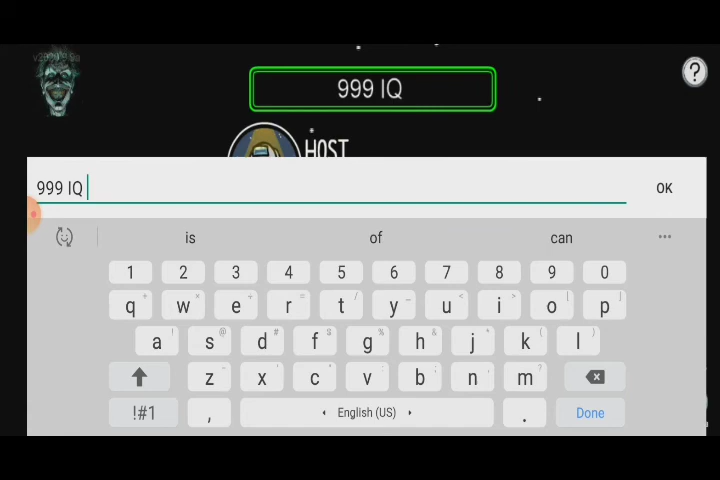 999 IQ
HOST
999 IQ
OK
is of can
1 2 3 4 5 6 7 8 9 0
q w e r t y u i o p
a s d f g h j k l
z x c v b n m
!#1 , English (US) . Done